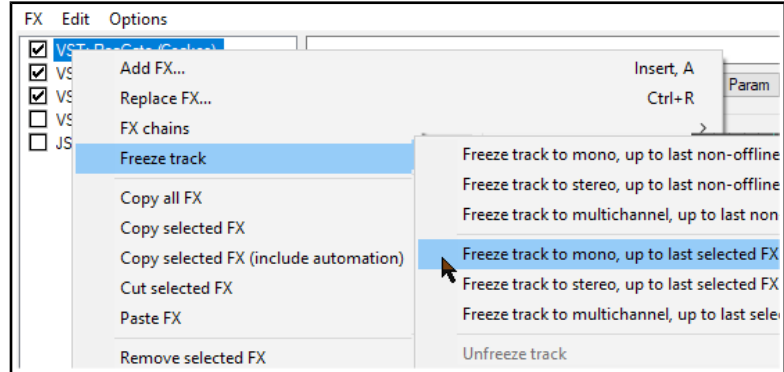 FX Edit Options
VST: ReaGate (Cockos)
VS
VS
VS
JS
Add FX... Insert, A
Replace FX... Ctrl+R
FX chains
Freeze track
Copy all FX
Copy selected FX
Copy selected FX (include automation)
Cut selected FX
Paste FX
Remove selected FX
Param
Freeze track to mono, up to last non-offline
Freeze track to stereo, up to last non-offline
Freeze track to multichannel, up to last non
Freeze track to mono, up to last selected FX
Freeze track to stereo, up to last selected FX
Freeze track to multichannel, up to last sele
Unfreeze track